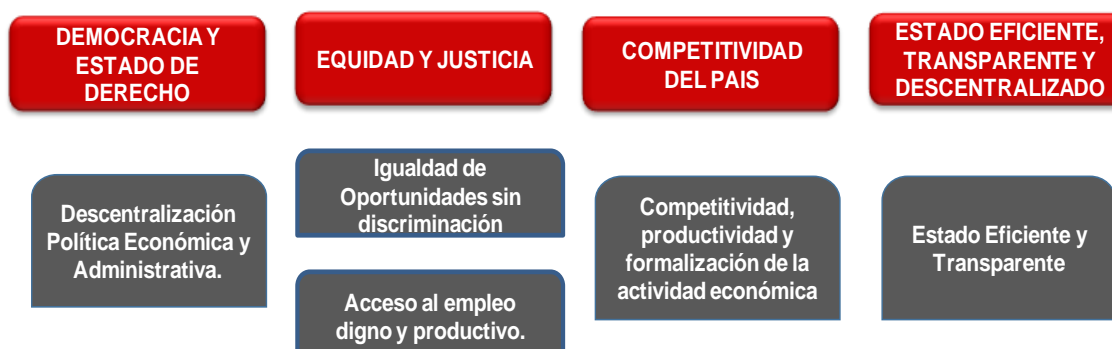 DEMOCRACIA Y
ESTADO DE
DERECHO
EQUIDAD Y JUSTICIA
COMPETITIVIDAD
DEL PAIS
ESTADO EFICIENTE,
TRANSPARENTE Y
DESCENTRALIZADO
Descentralización
Política Económica y
Administrativa.
Igualdad de
Oportunidades sin
discriminación
Acceso al empleo
digno y productivo.
Competitividad,
productividad y
formalización de la
actividad económica
Estado Eficiente y
Transparente